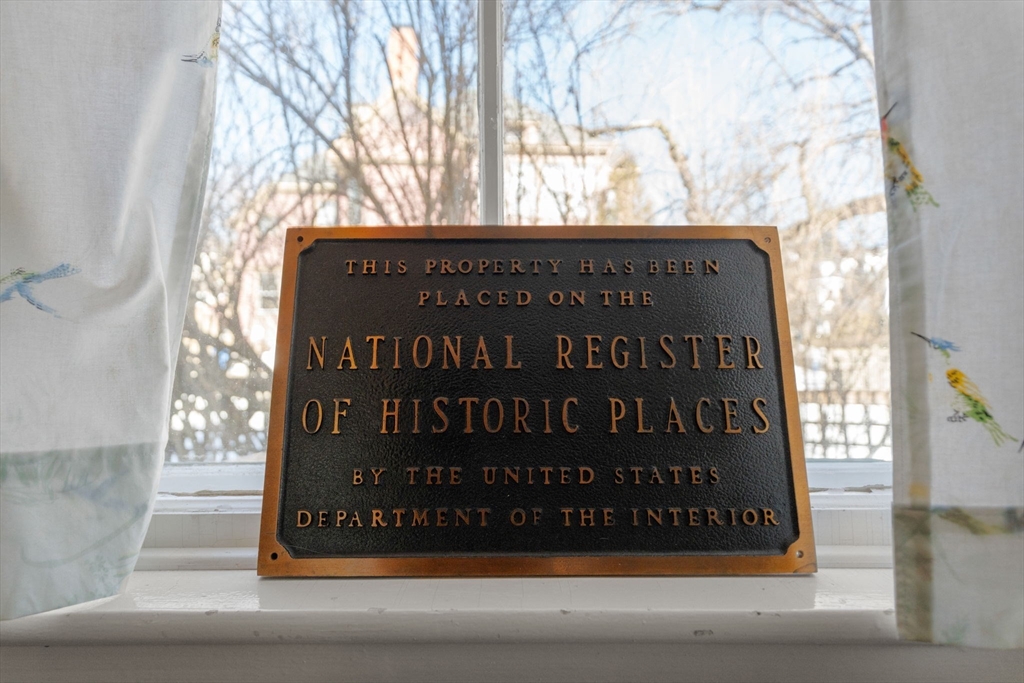 THIS PROPERTY HAS BEEN
PLACED ON THE
NATIONAL REGISTER
OF HISTORIC PLACES
BY THE UNITED STATES
DEPARTMENT OF THE INTERIOR